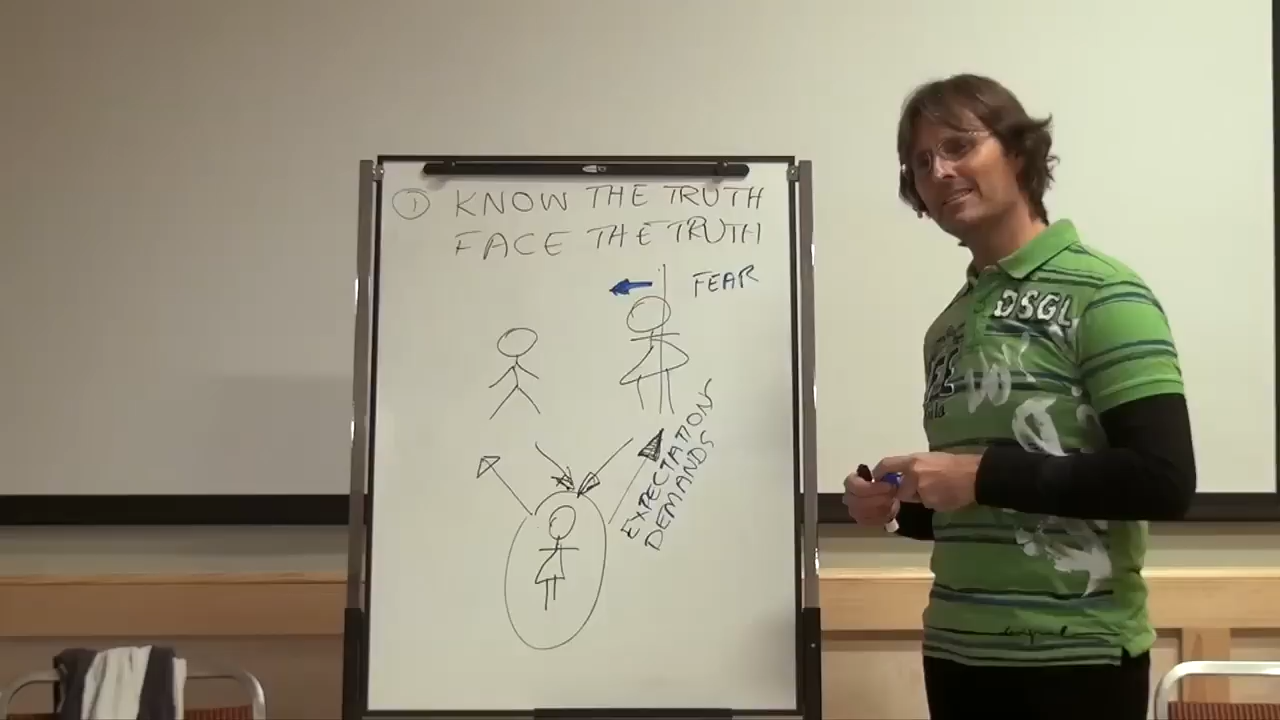 ① KNOW THE TRUTH
FACE THE TRUTH
FEAR
EXPECTATIONS
DEMANDS
DSGL